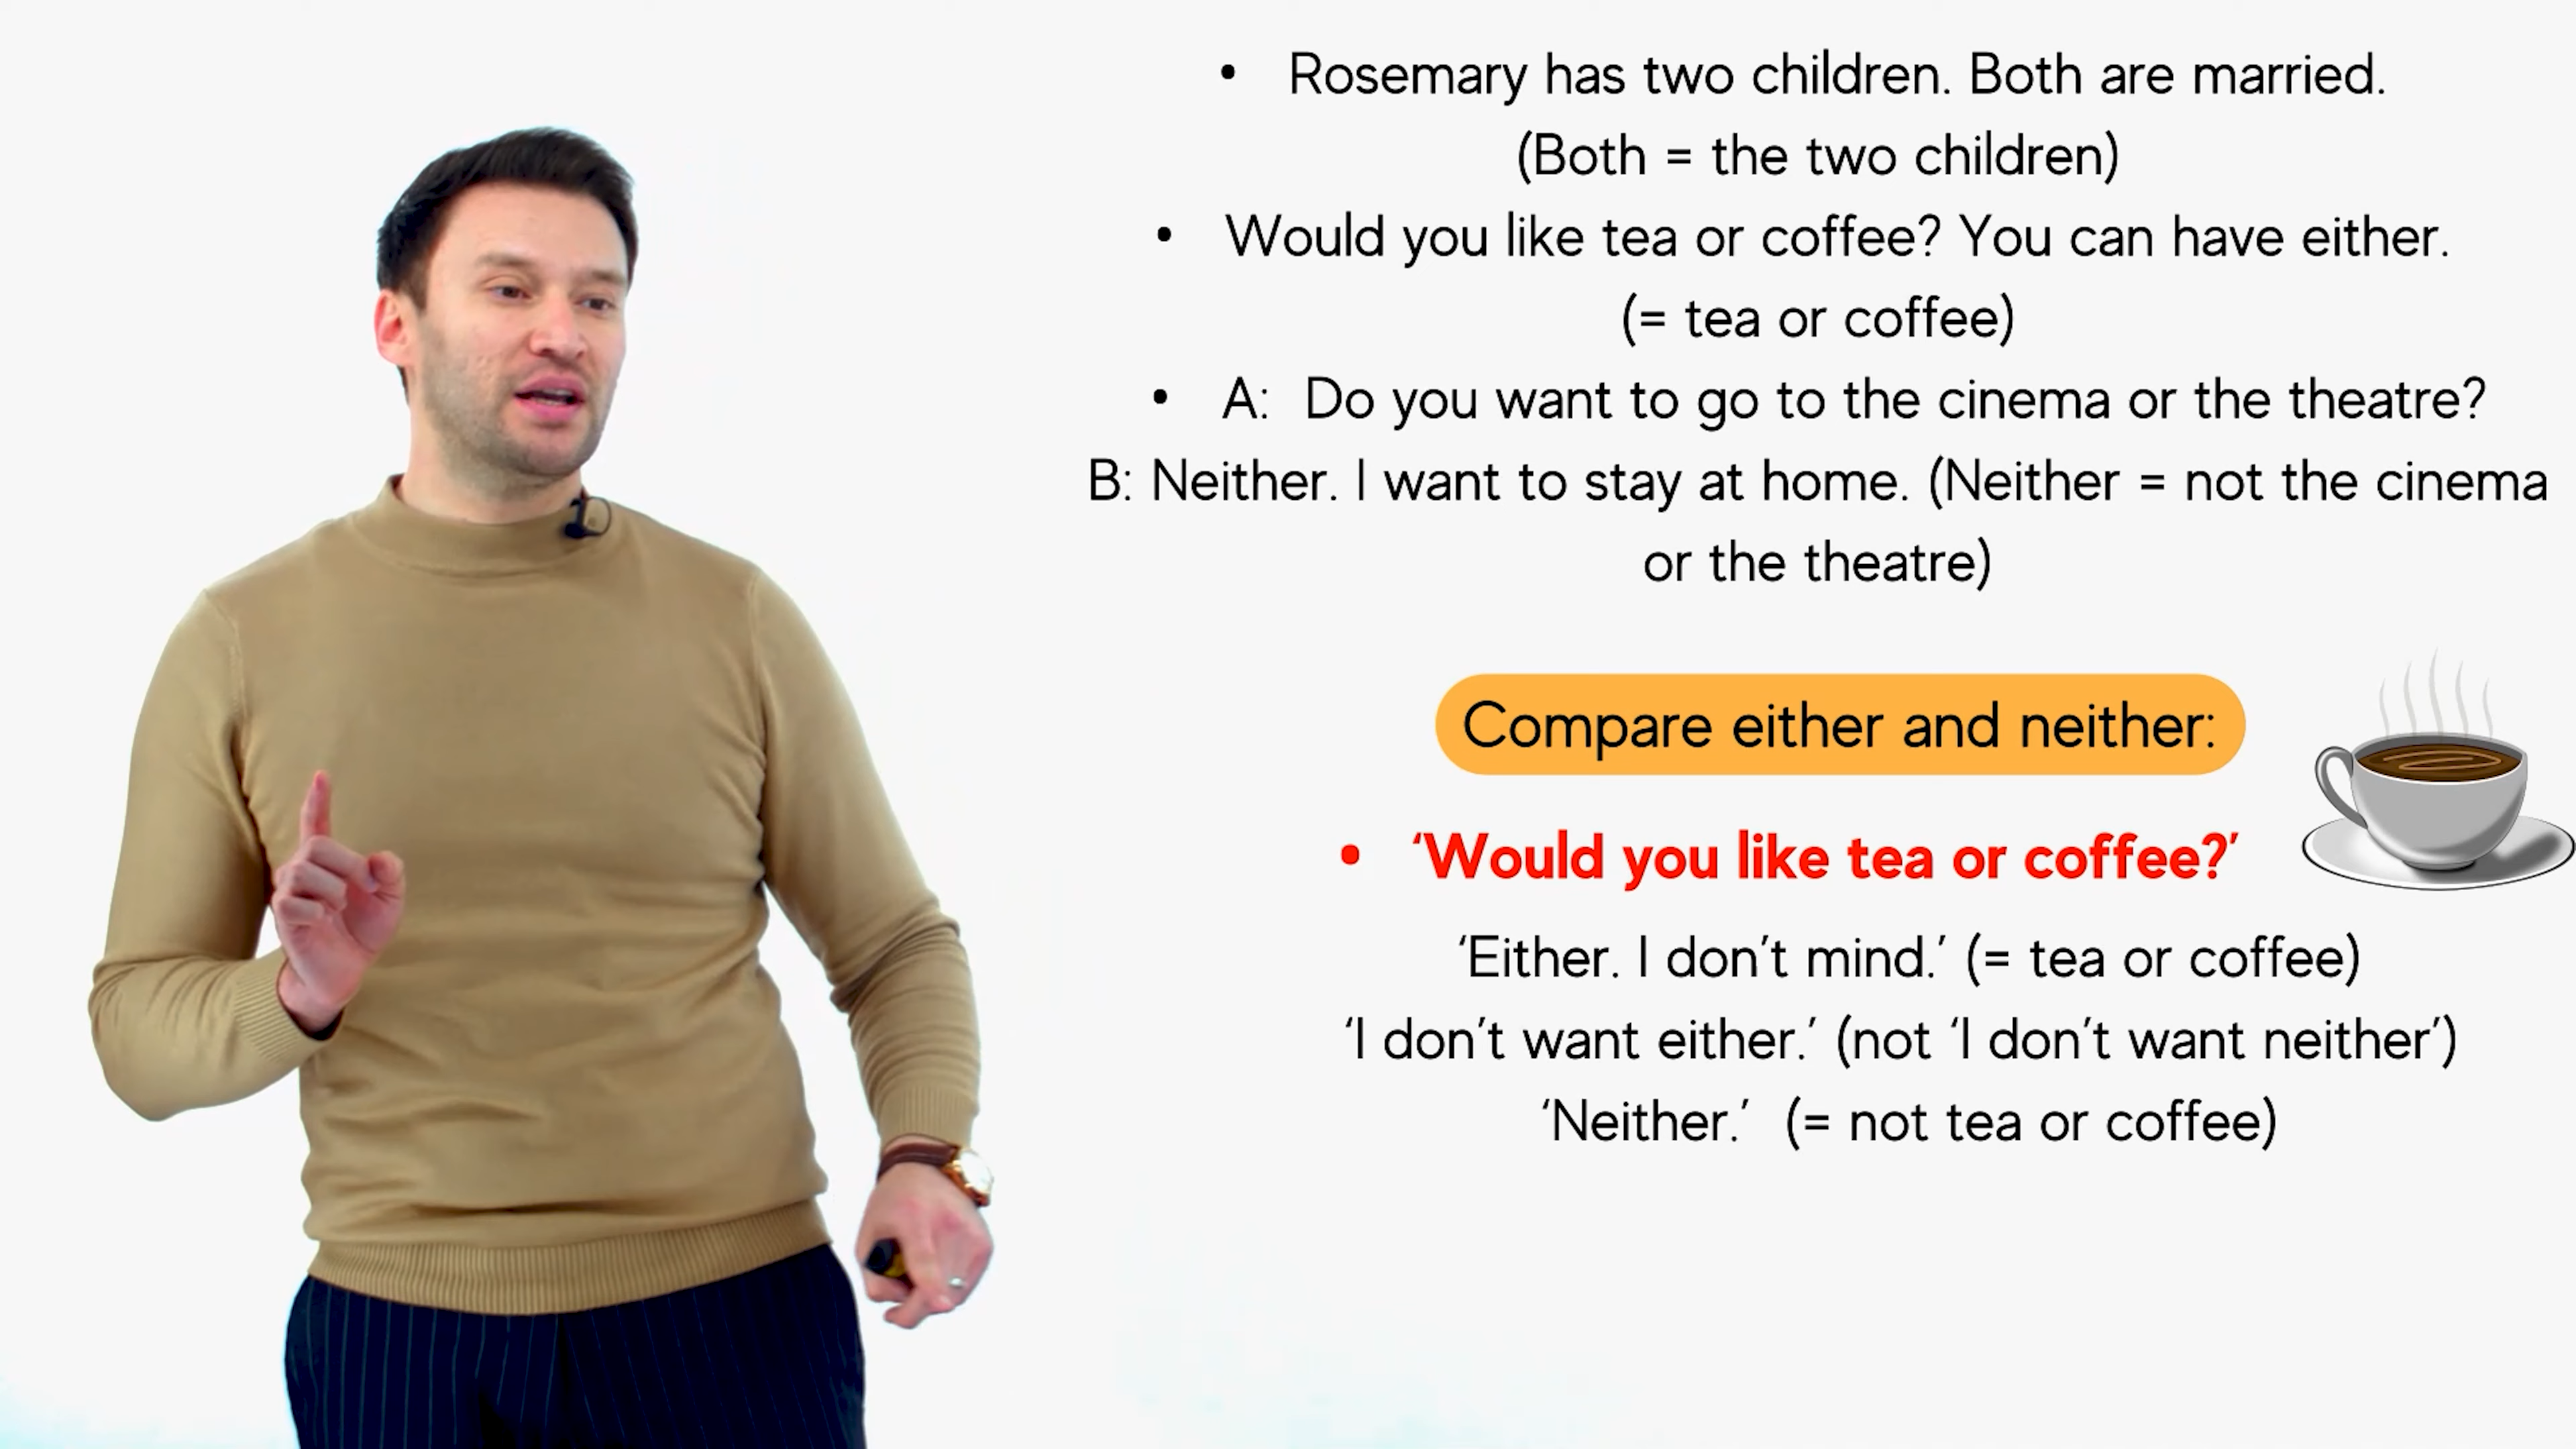 • Rosemary has two children. Both are married.
(Both = the two children)
• Would you like tea or coffee? You can have either.
(= tea or coffee)
• A: Do you want to go to the cinema or the theatre?
B: Neither. I want to stay at home. (Neither = not the cinema
or the theatre)
Compare either and neither:
• ‘Would you like tea or coffee?’
‘Either. I don’t mind.’ (= tea or coffee)
‘I don’t want either.’ (not ‘I don’t want neither’)
‘Neither.’ (= not tea or coffee)